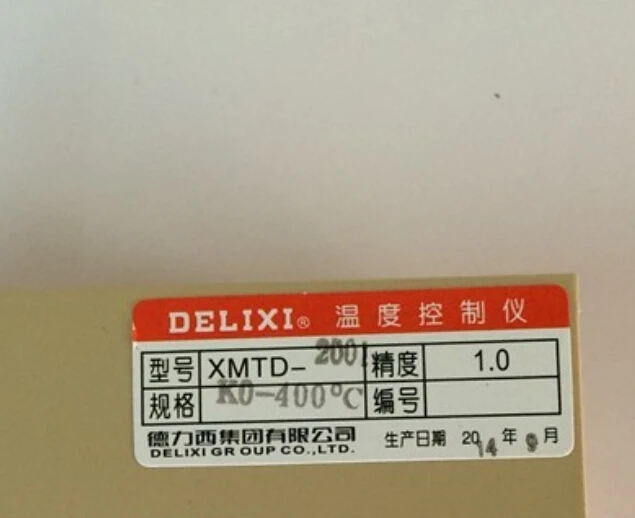 DELIXI® 温度控制仪
型号 XMTD-2001 精度 1.0
规格 K0-400°C 编号
德力西集团有限公司 生产日期 2014年9月
DELIXI GROUP CO.,LTD.